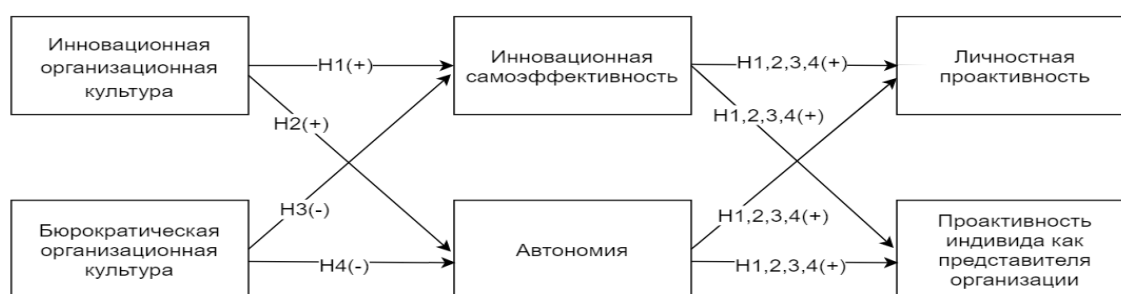 Инновационная
организационная
культура
H1(+)
Инновационная
самоэффективность
H1,2,3,4(+)
Личностная
проактивность
H2(+)
H1,2,3,4(+)
H3(-)
H1,2,3,4(+)
Бюрократическая
организационная
культура
H4(-)
Автономия
H1,2,3,4(+)
Проактивность
индивида как
представителя
организации